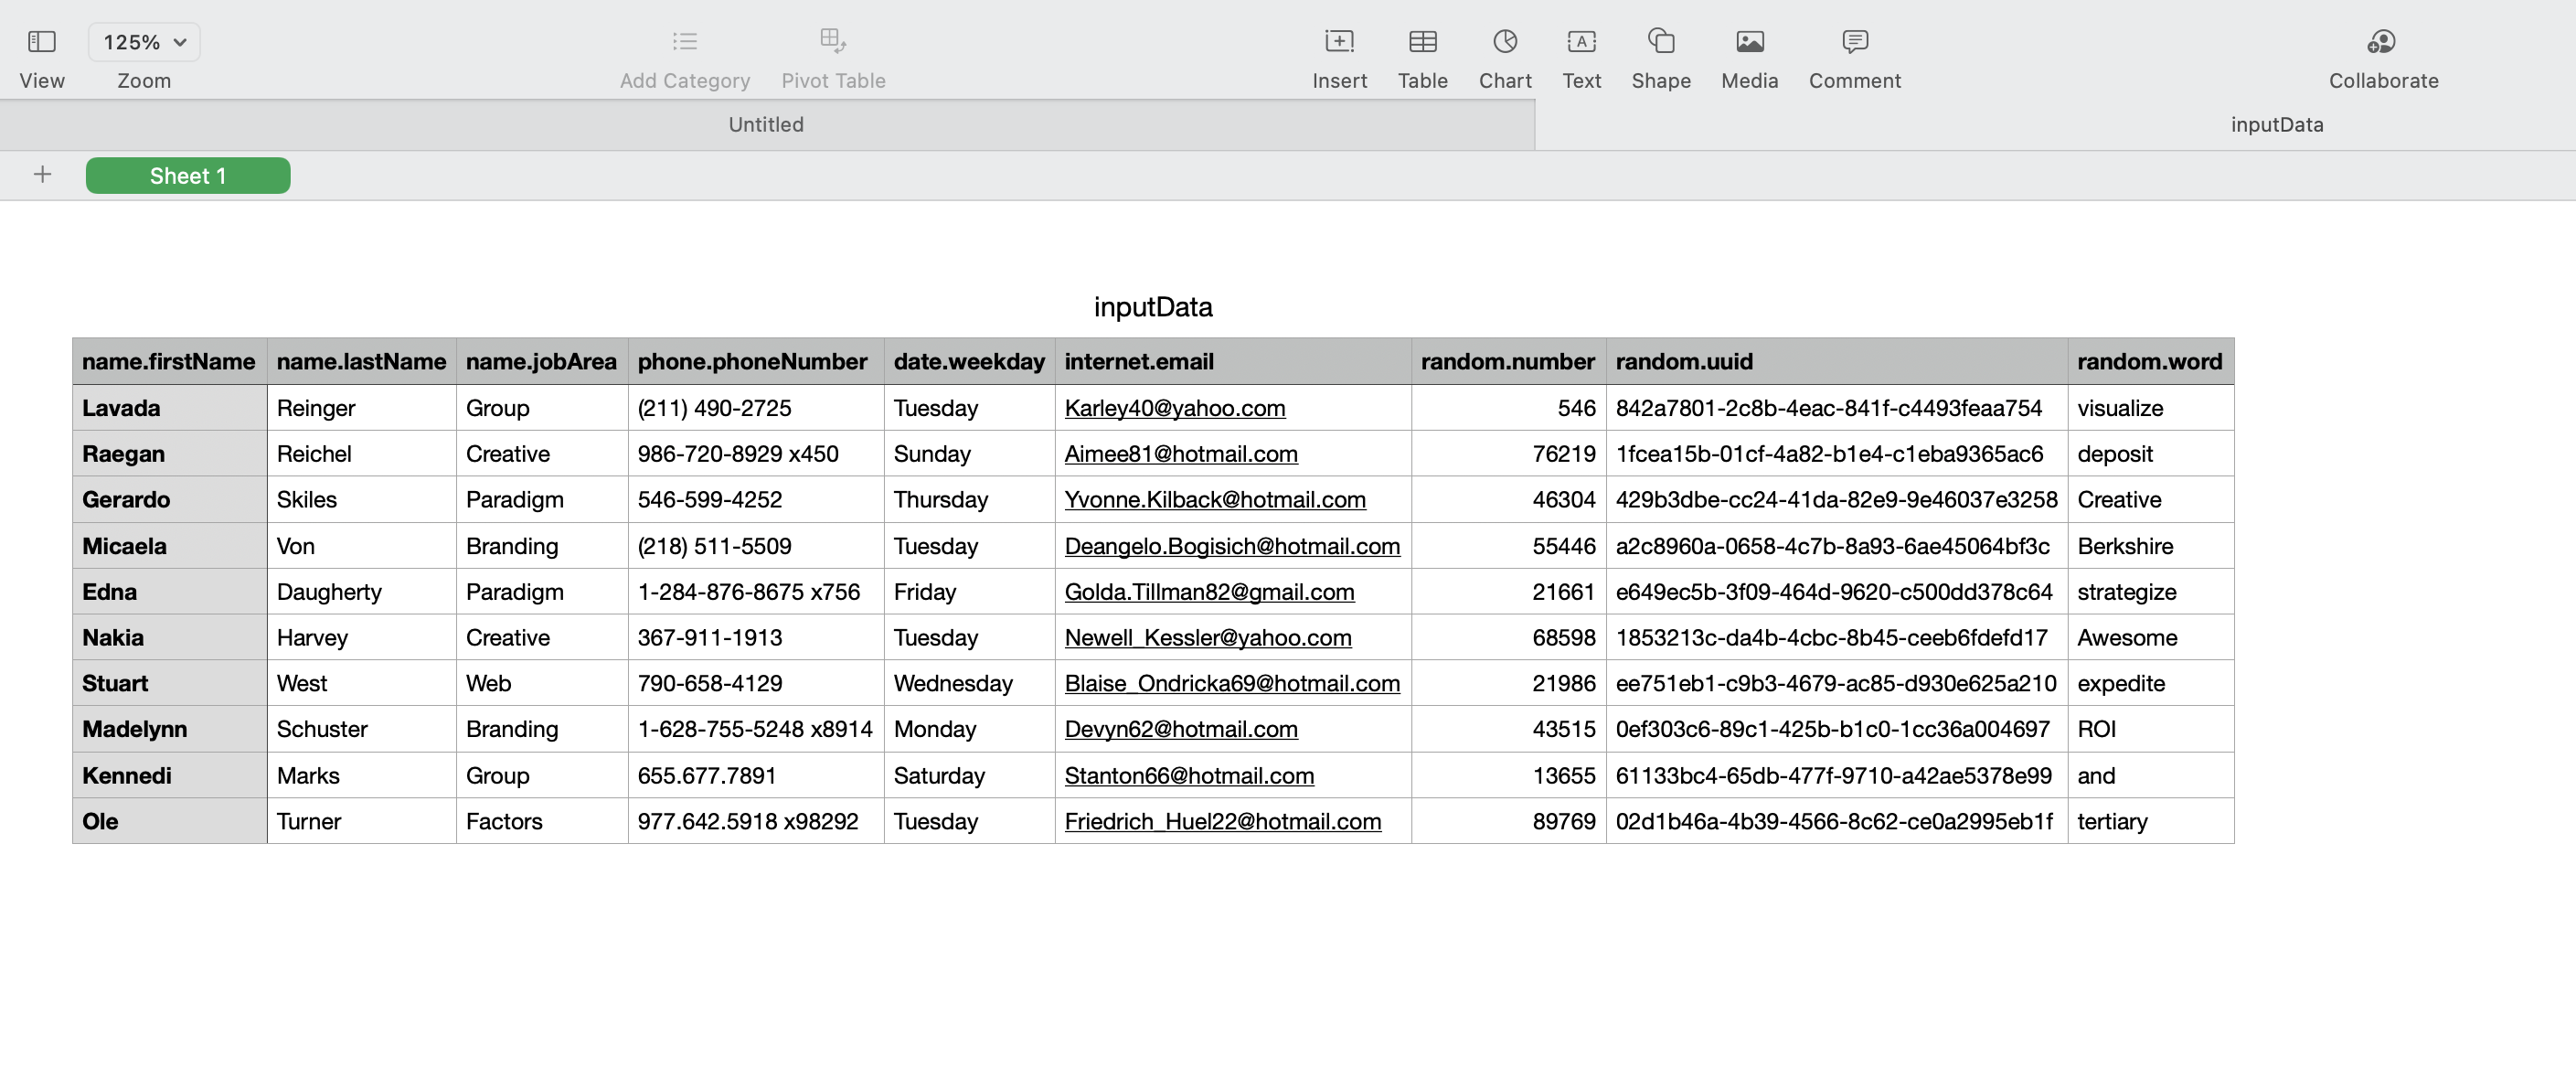 125%
View Zoom Add Category Pivot Table Insert Table Chart Text Shape Media Comment Collaborate
Untitled inputData
Sheet 1
inputData
name.firstName name.lastName name.jobArea phone.phoneNumber date.weekday internet.email random.number random.uuid random.word
Lavada Reinger Group (211) 490-2725 Tuesday Karley40@yahoo.com 546 842a7801-2c8b-4eac-841f-c4493feaa754 visualize
Raegan Reichel Creative 986-720-8929 x450 Sunday Aimee81@hotmail.com 76219 1fcea15b-01cf-4a82-b1e4-c1eba9365ac6 deposit
Gerardo Skiles Paradigm 546-599-4252 Thursday Yvonne.Kilback@hotmail.com 46304 429b3dbe-cc24-41da-82e9-9e46037e3258 Creative
Micaela Von Branding (218) 511-5509 Tuesday Deangelo.Bogisich@hotmail.com 55446 a2c8960a-0658-4c7b-8a93-6ae45064bf3c Berkshire
Edna Daugherty Paradigm 1-284-876-8675 x756 Friday Golda.Tillman82@gmail.com 21661 e649ec5b-3f09-464d-9620-c500dd378c64 strategize
Nakia Harvey Creative 367-911-1913 Tuesday Newell_Kessler@yahoo.com 68598 1853213c-da4b-4cbc-8b45-ceeb6fdefd17 Awesome
Stuart West Web 790-658-4129 Wednesday Blaise_Ondricka69@hotmail.com 21986 ee751eb1-c9b3-4679-ac85-d930e625a210 expedite
Madelynn Schuster Branding 1-628-755-5248 x8914 Monday Devyn62@hotmail.com 43515 0ef303c6-89c1-425b-b1c0-1cc36a004697 ROI
Kennedi Marks Group 655.677.7891 Saturday Stanton66@hotmail.com 13655 61133bc4-65db-477f-9710-a42ae5378e99 and
Ole Turner Factors 977.642.5918 x98292 Tuesday Friedrich_Huel22@hotmail.com 89769 02d1b46a-4b39-4566-8c62-ce0a2995eb1f tertiary